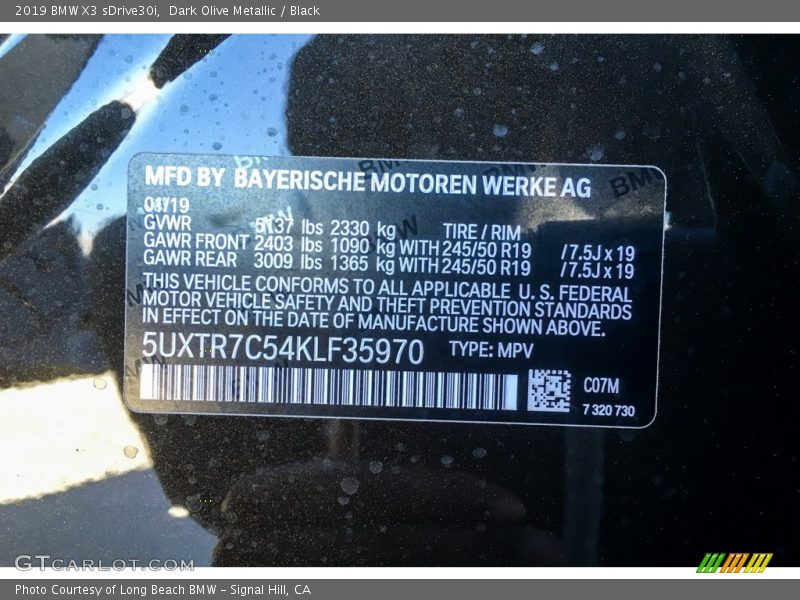 2019 BMW X3 sDrive30i, Dark Olive Metallic / Black
MFD BY BAYERISCHE MOTOREN WERKE AG
GVWR 5137 lbs 2330 kg TIRE / RIM
GAWR FRONT 2403 lbs 1090 kg WITH 245/50 R19 /7.5J x 19
GAWR REAR 3009 lbs 1365 kg WITH 245/50 R19 /7.5J x 19
THIS VEHICLE CONFORMS TO ALL APPLICABLE U. S. FEDERAL
MOTOR VEHICLE SAFETY AND THEFT PREVENTION STANDARDS
IN EFFECT ON THE DATE OF MANUFACTURE SHOWN ABOVE.
5UXTR7C54KLF35970 TYPE: MPV
C07M
7 320 730
GTCARLOT.COM
Photo Courtesy of Long Beach BMW - Signal Hill, CA